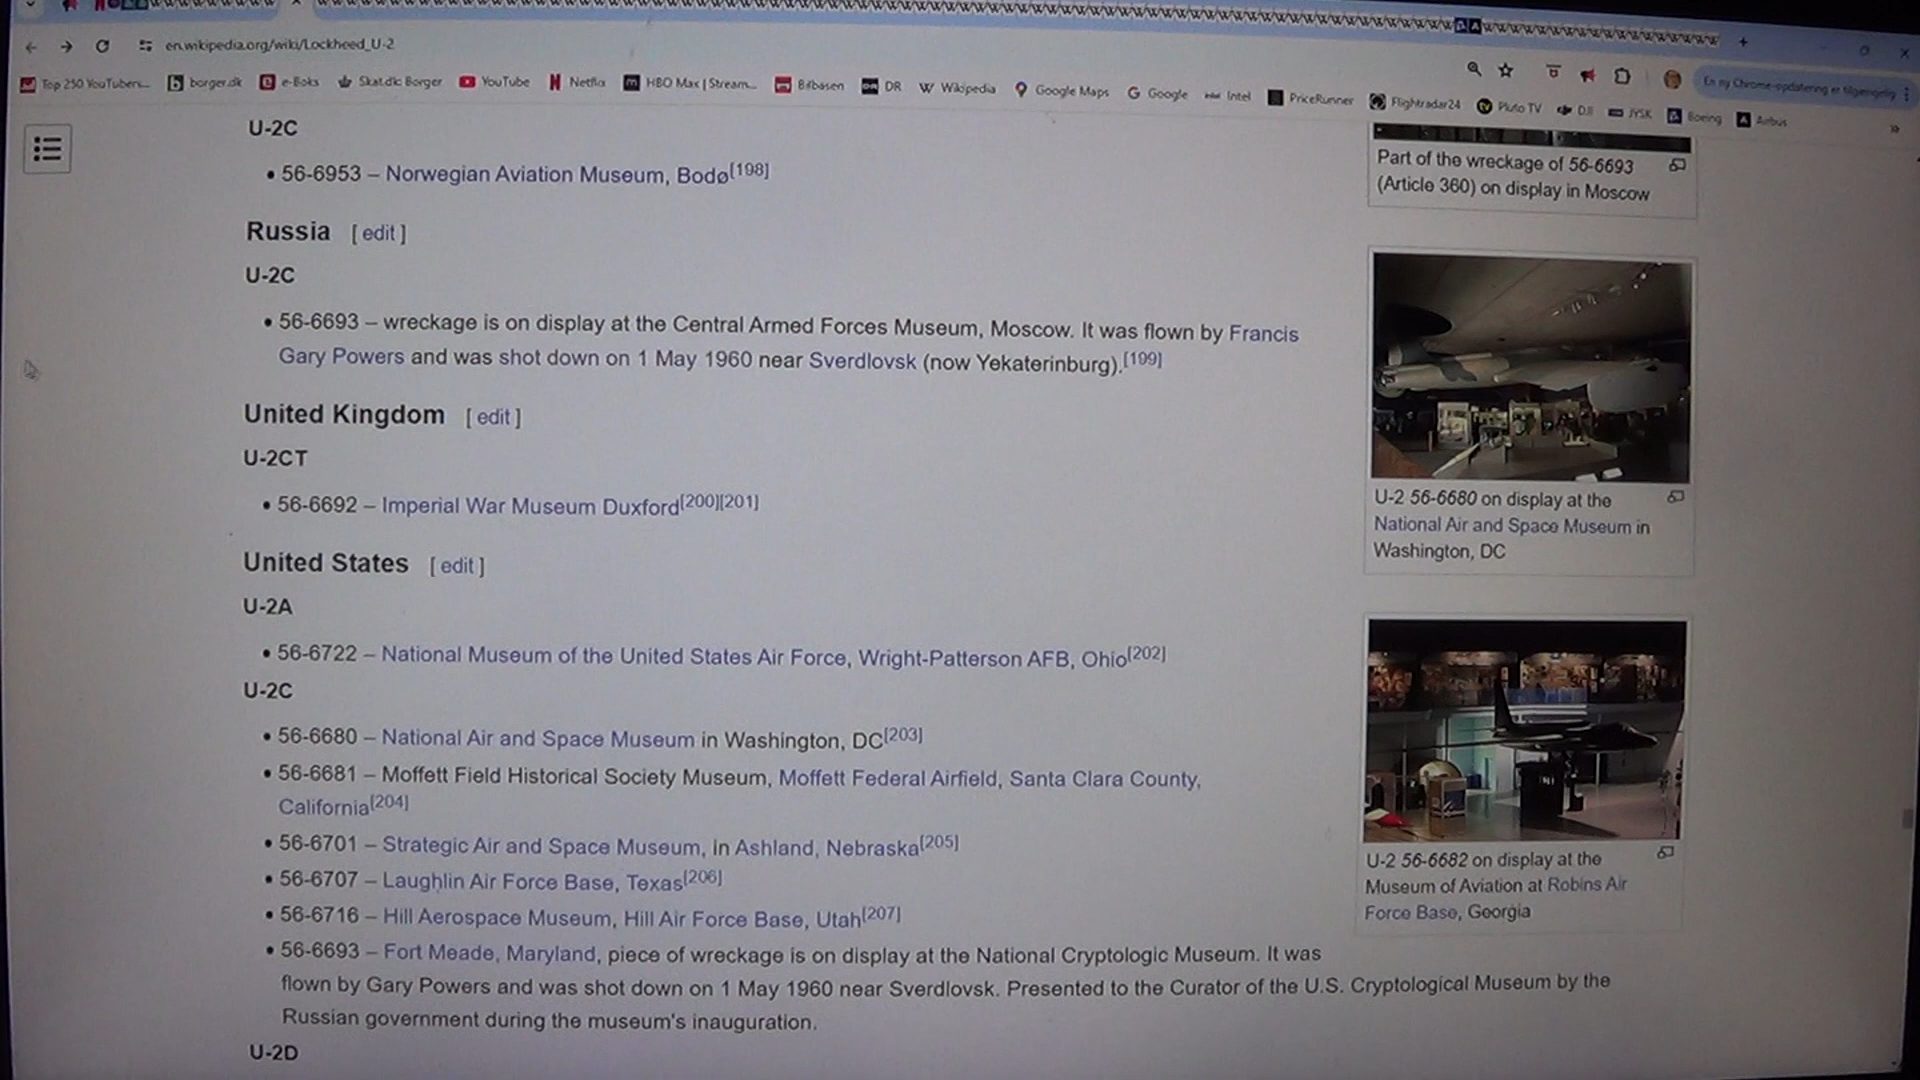 en.wikipedia.org/wiki/Lockheed_U-2
Top 250 YouTubers... borger.dk e-Boks Skat.dk: Borger YouTube Netflix HBO Max | Stream... Bilbasen DR Wikipedia Google Maps Google Intel PriceRunner Flightradar24 Pluto TV DJI JYSK Boeing Airbus
En ny Chrome-opdatering er tilgængelig
U-2C
• 56-6953 – Norwegian Aviation Museum, Bodø[198]
Russia [ edit ]
U-2C
• 56-6693 – wreckage is on display at the Central Armed Forces Museum, Moscow. It was flown by Francis
Gary Powers and was shot down on 1 May 1960 near Sverdlovsk (now Yekaterinburg).[199]
United Kingdom [ edit ]
U-2CT
• 56-6692 – Imperial War Museum Duxford[200][201]
United States [ edit ]
U-2A
• 56-6722 – National Museum of the United States Air Force, Wright-Patterson AFB, Ohio[202]
U-2C
• 56-6680 – National Air and Space Museum in Washington, DC[203]
• 56-6681 – Moffett Field Historical Society Museum, Moffett Federal Airfield, Santa Clara County,
California[204]
• 56-6701 – Strategic Air and Space Museum, in Ashland, Nebraska[205]
• 56-6707 – Laughlin Air Force Base, Texas[206]
• 56-6716 – Hill Aerospace Museum, Hill Air Force Base, Utah[207]
• 56-6693 – Fort Meade, Maryland, piece of wreckage is on display at the National Cryptologic Museum. It was
flown by Gary Powers and was shot down on 1 May 1960 near Sverdlovsk. Presented to the Curator of the U.S. Cryptological Museum by the
Russian government during the museum's inauguration.
U-2D
Part of the wreckage of 56-6693
(Article 360) on display in Moscow
U-2 56-6680 on display at the
National Air and Space Museum in
Washington, DC
U-2 56-6682 on display at the
Museum of Aviation at Robins Air
Force Base, Georgia